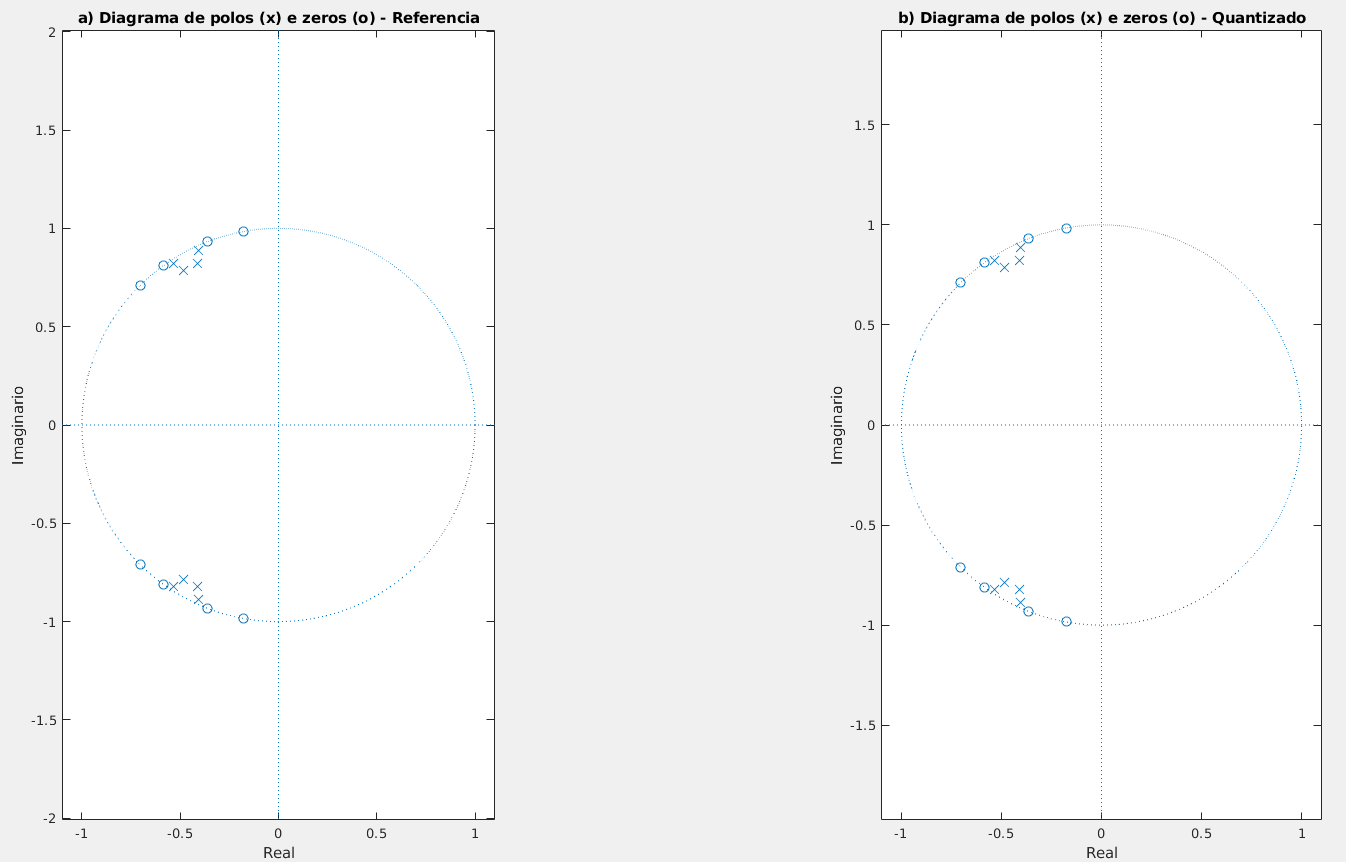 a) Diagrama de polos (x) e zeros (o) - Referencia
2
1.5
1
0.5
0
-0.5
-1
-1.5
-2
Imaginario
-1 -0.5 0 0.5 1
Real
b) Diagrama de polos (x) e zeros (o) - Quantizado
1.5
1
0.5
0
-0.5
-1
-1.5
Imaginario
-1 -0.5 0 0.5 1
Real